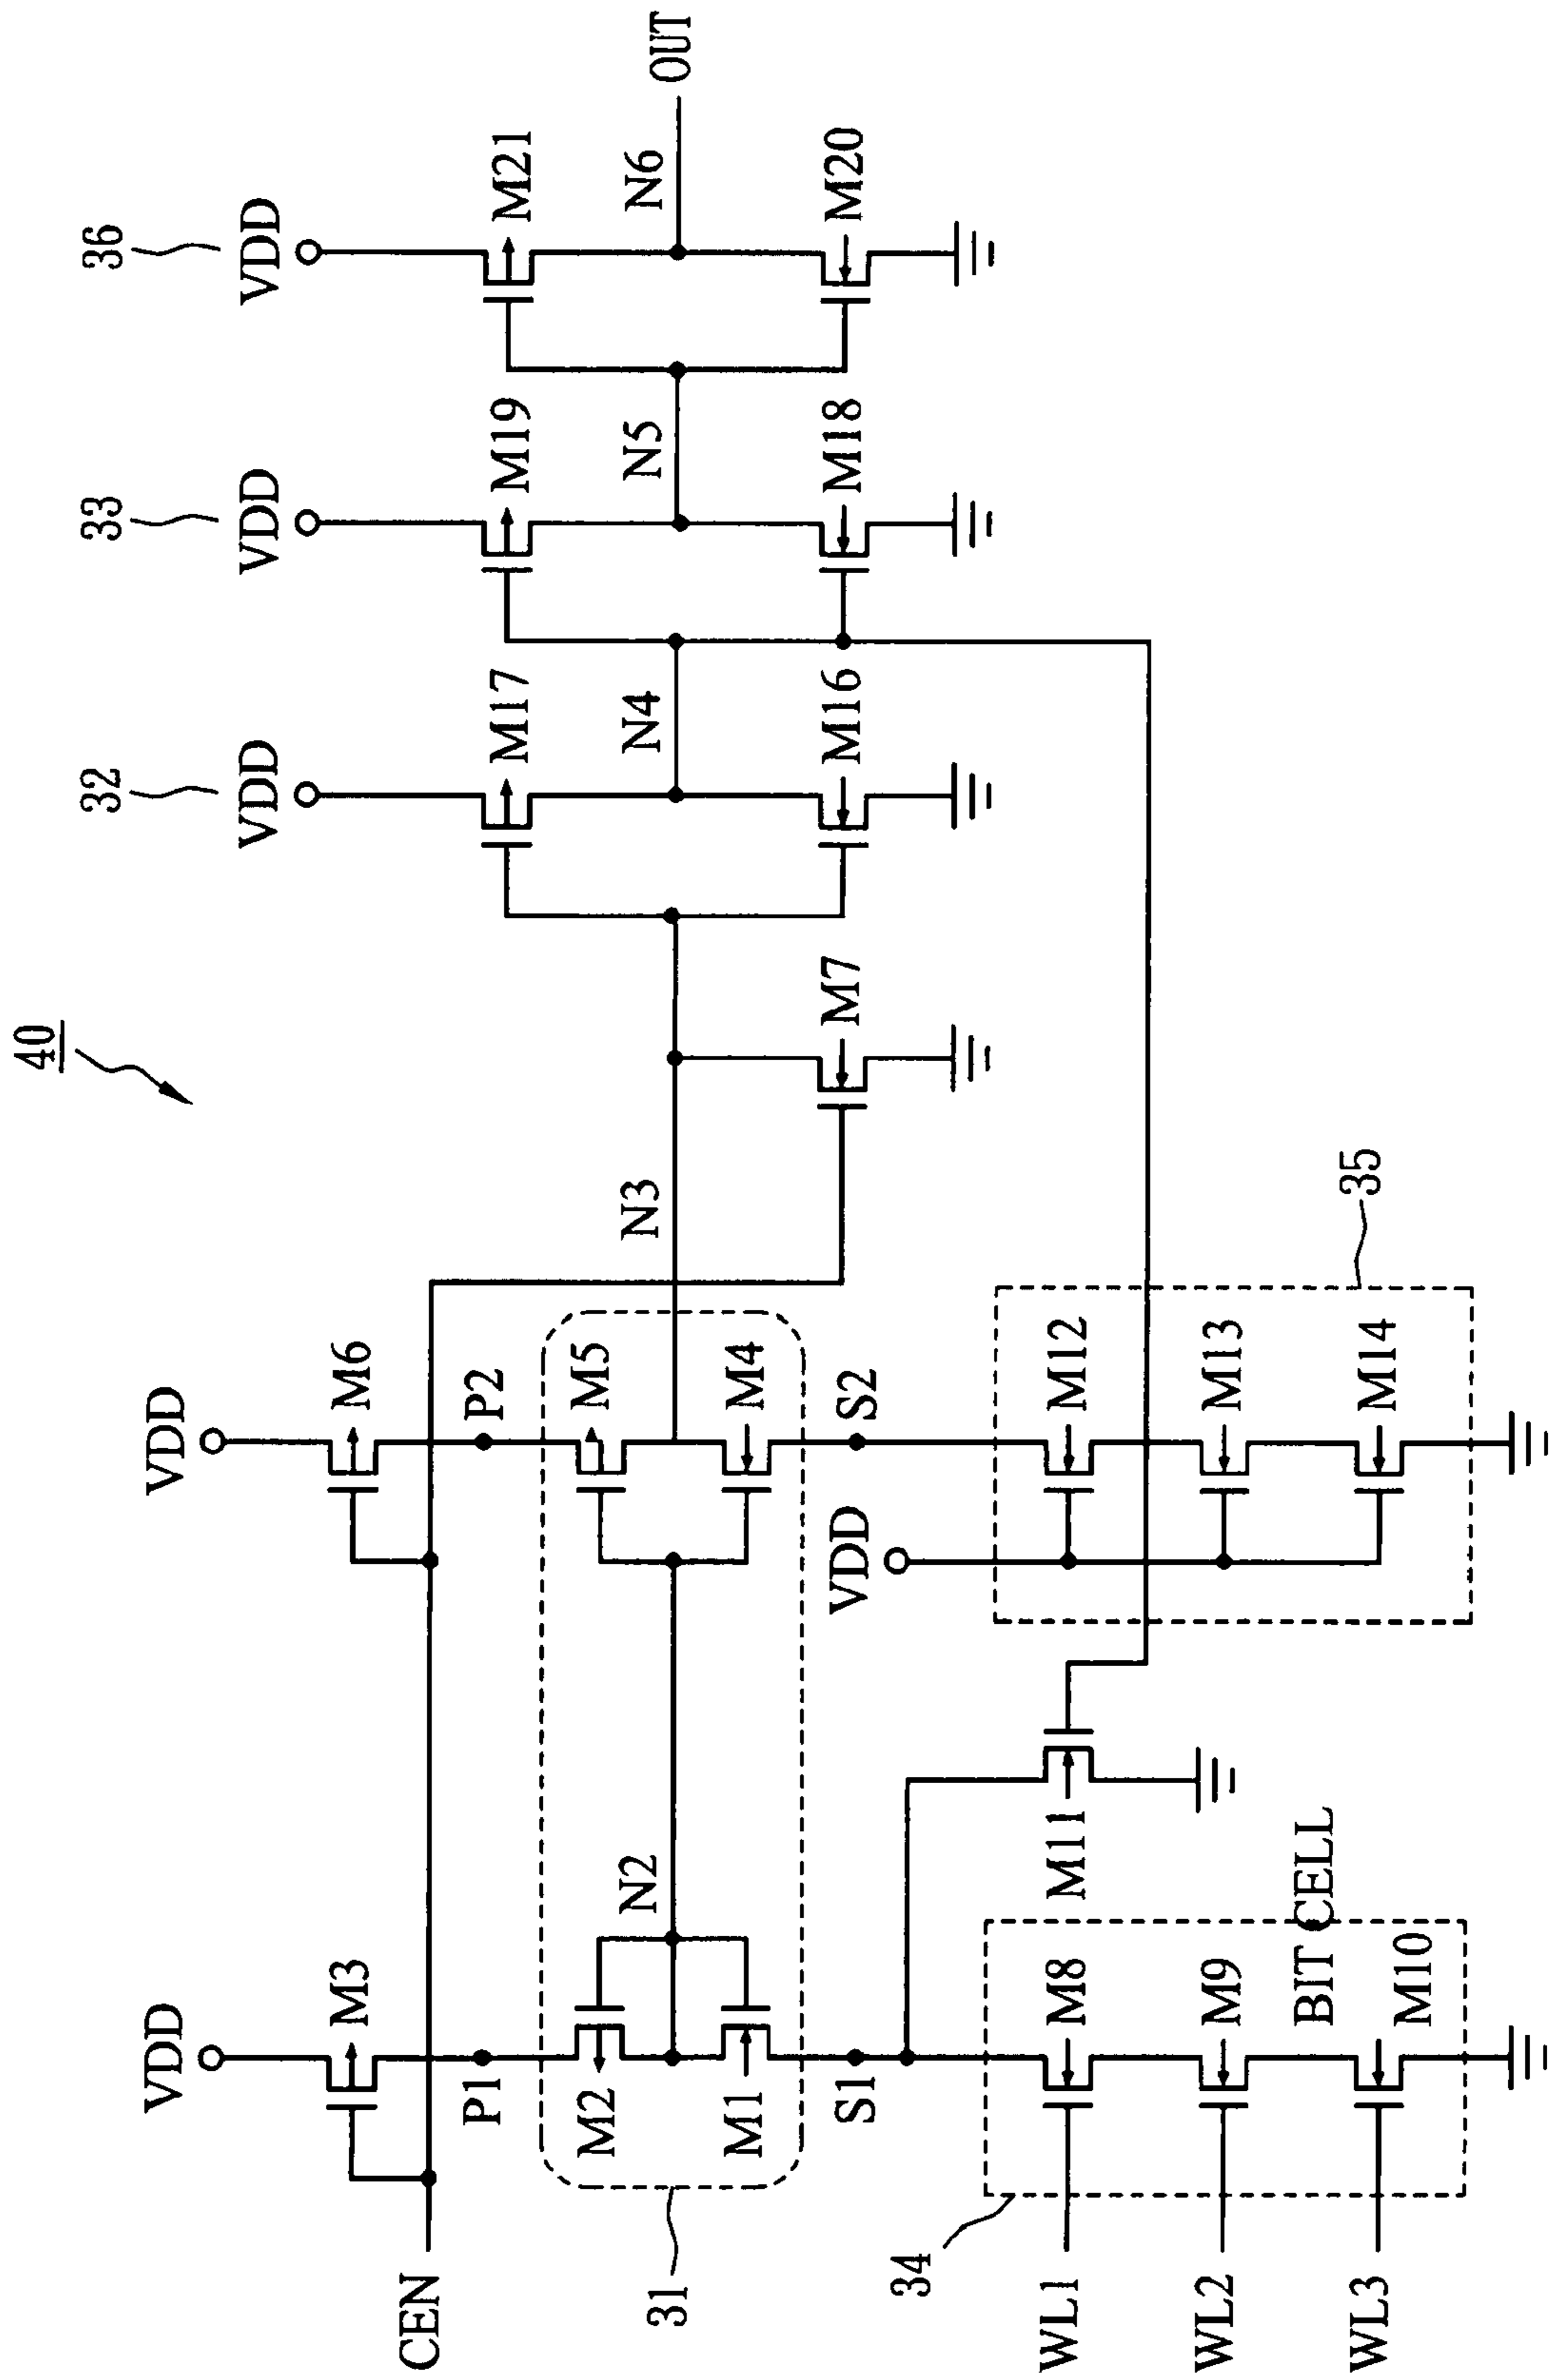 40
36
33
32
VDD
VDD
VDD
VDD
VDD
M3
M6
M17
M19
M21
CEN
P1
P2
31
M2
N2
M5
N3
N4
N5
N6
OUT
M1
M4
M7
M16
M18
M20
S1
S2
VDD
34
35
WL1
M8
M11
M12
WL2
M9
M13
BIT CELL
WL3
M10
M14